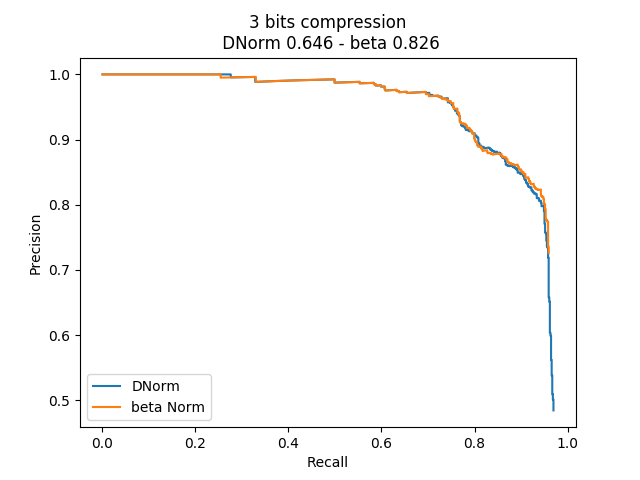 3 bits compression
DNorm 0.646 - beta 0.826
1.0
0.9
0.8
0.7
0.6
0.5
Precision
DNorm
beta Norm
0.0 0.2 0.4 0.6 0.8 1.0
Recall